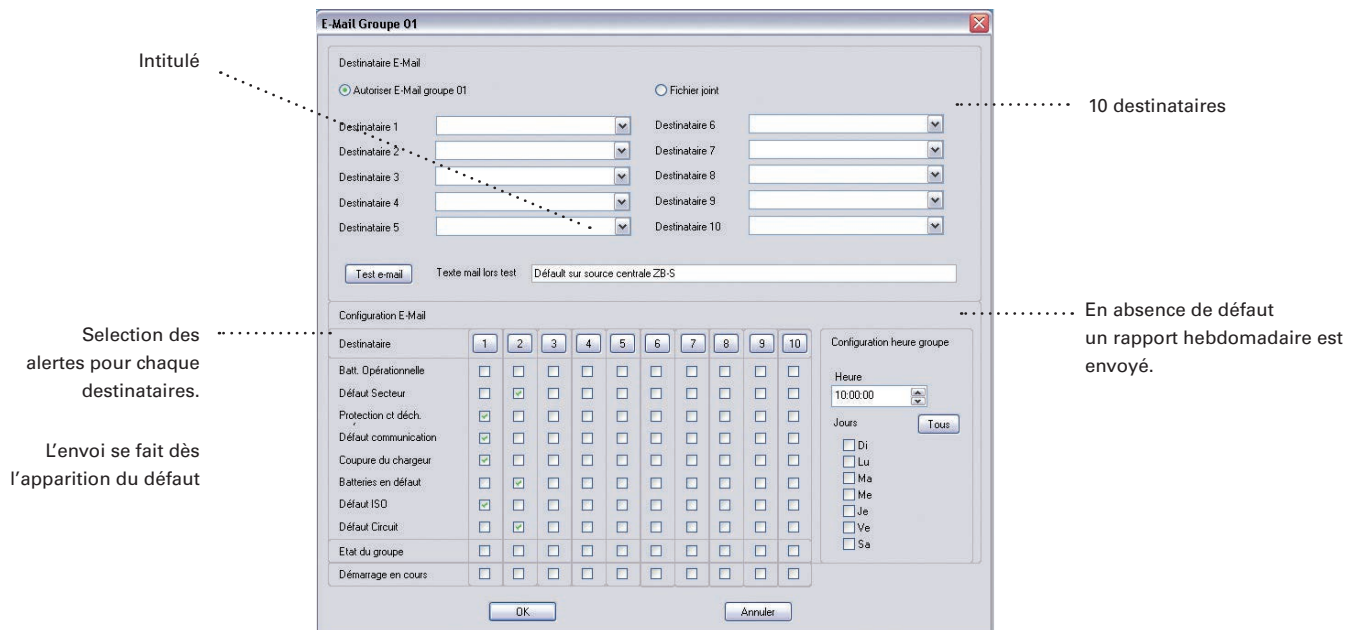 E-Mail Groupe 01
Intitulé
Destinataire E-Mail
Autoriser E-Mail groupe 01
Fichier joint
10 destinataires
Destinataire 1
Destinataire 6
Destinataire 2
Destinataire 7
Destinataire 3
Destinataire 8
Destinataire 4
Destinataire 9
Destinataire 5
Destinataire 10
Test e-mail
Texte mail lors test
Défault sur source centrale ZB-S
Configuration E-Mail
En absence de défaut
un rapport hebdomadaire est
envoyé.
Selection des
alertes pour chaque
destinataires.
L'envoi se fait dès
l'apparition du défaut
Destinataire 1 2 3 4 5 6 7 8 9 10
Batt. Opérationnelle
Défaut Secteur
Protection ct déch.
Défaut communication
Coupure du chargeur
Batteries en défaut
Défaut ISO
Défaut Circuit
Etat du groupe
Démarrage en cours
Configuration heure groupe
Heure
10:00:00
Jours
Tous
Di
Lu
Ma
Me
Je
Ve
Sa
OK
Annuler